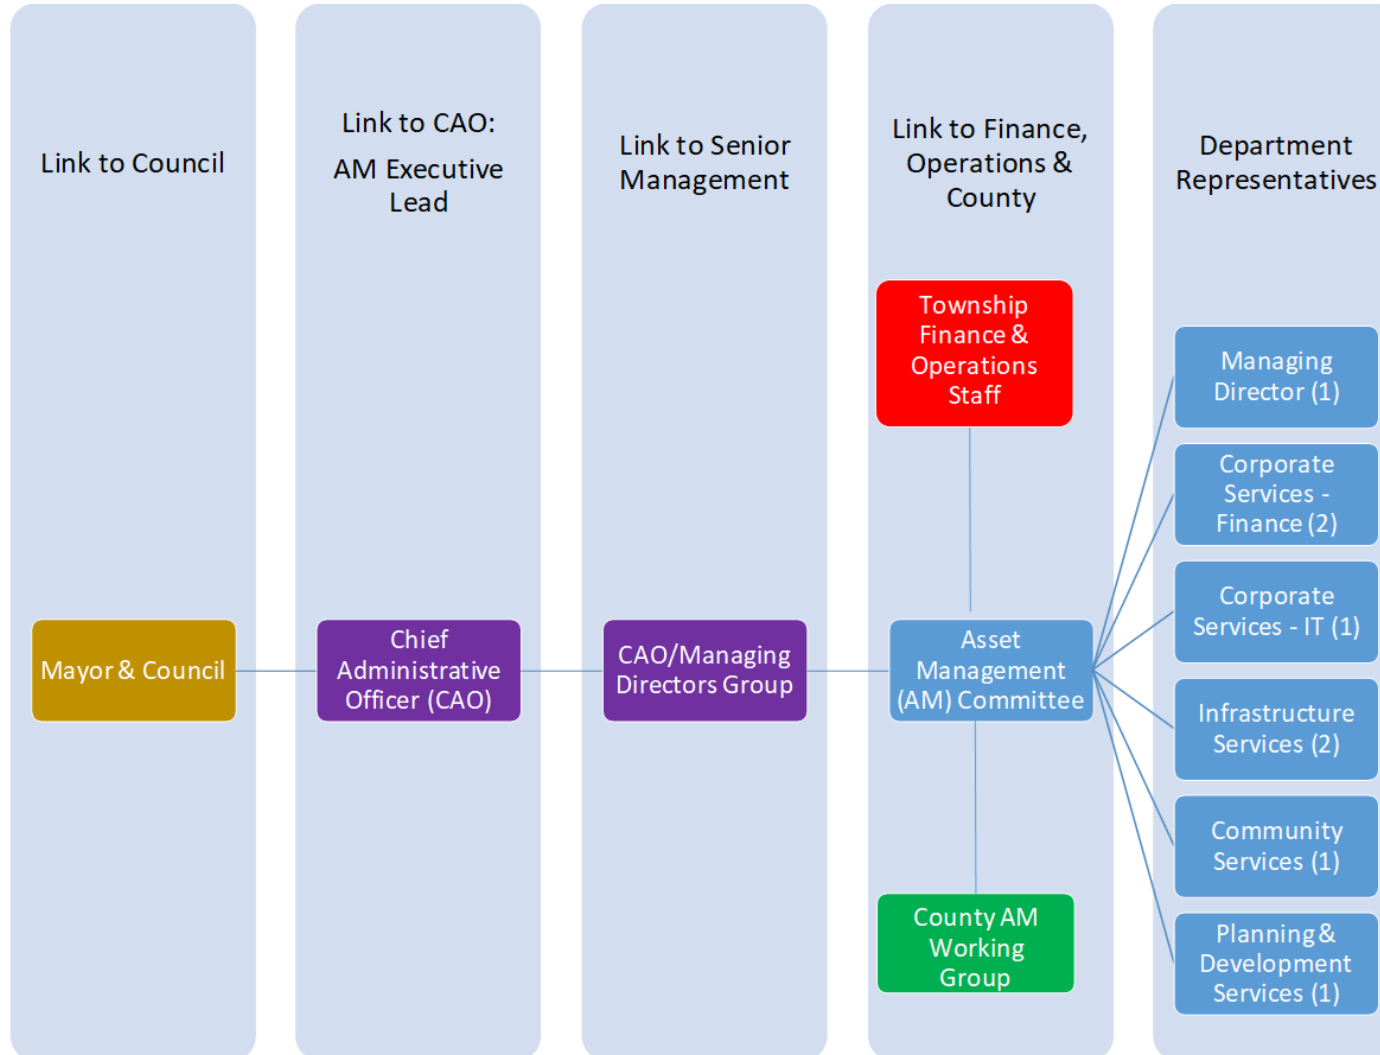 Link to Council
Link to CAO:
AM Executive
Lead
Link to Senior
Management
Link to Finance,
Operations &
County
Department
Representatives
Mayor & Council
Chief
Administrative
Officer (CAO)
CAO/Managing
Directors Group
Township
Finance &
Operations
Staff
Asset
Management
(AM) Committee
County AM
Working
Group
Managing
Director (1)
Corporate
Services -
Finance (2)
Corporate
Services - IT (1)
Infrastructure
Services (2)
Community
Services (1)
Planning &
Development
Services (1)